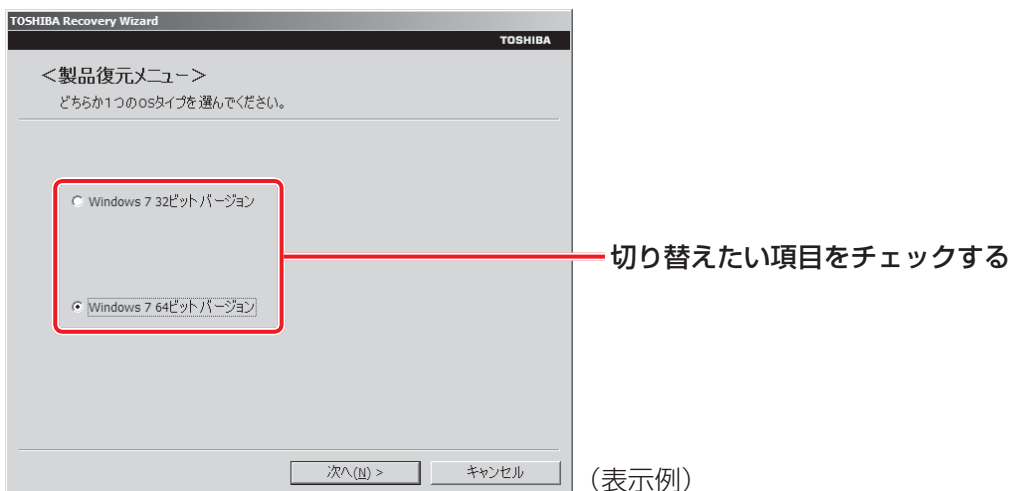 TOSHIBA Recovery Wizard
TOSHIBA
＜製品復元メニュー＞
どちらか1つのOSタイプを選んでください。
Windows 7 32ビットバージョン
切り替えたい項目をチェックする
Windows 7 64ビットバージョン
次へ(N) >
キャンセル
（表示例）